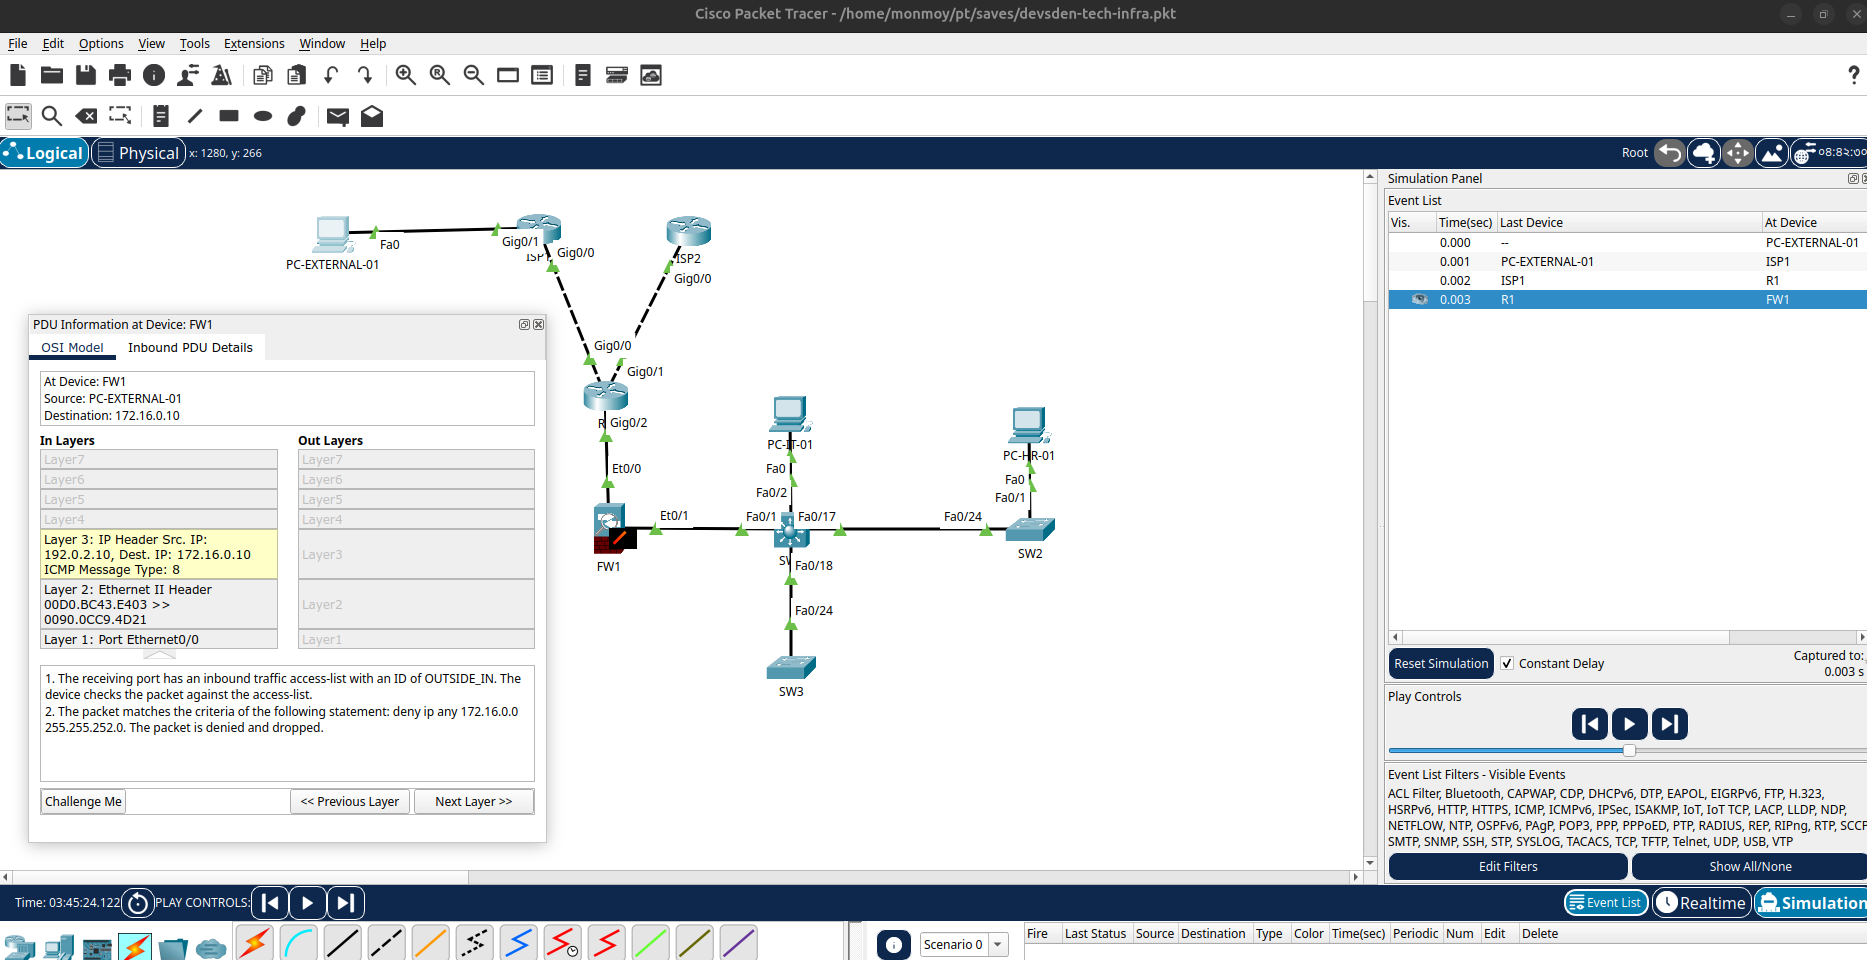 Cisco Packet Tracer - /home/monmoy/pt/saves/devsden-tech-infra.pkt
File Edit Options View Tools Extensions Window Help
Logical Physical x: 1280, y: 266
Root ০৪:৪২:০০
PC-EXTERNAL-01
Fa0
Gig0/1
ISP1
Gig0/0
ISP2
Gig0/0
Gig0/0
Gig0/1
R
Gig0/2
Et0/0
FW1
Et0/1
Fa0/1
Fa0/17
PC-IT-01
Fa0
Fa0/2
Fa0/18
Fa0/24
SW3
Fa0/24
SW2
PC-HR-01
Fa0
Fa0/1
PDU Information at Device: FW1
OSI Model Inbound PDU Details
At Device: FW1
Source: PC-EXTERNAL-01
Destination: 172.16.0.10
In Layers Out Layers
Layer7 Layer7
Layer6 Layer6
Layer5 Layer5
Layer4 Layer4
Layer 3: IP Header Src. IP:
192.0.2.10, Dest. IP: 172.16.0.10
ICMP Message Type: 8
Layer3
Layer 2: Ethernet II Header
00D0.BC43.E403 >>
0090.0CC9.4D21
Layer2
Layer 1: Port Ethernet0/0 Layer1
1. The receiving port has an inbound traffic access-list with an ID of OUTSIDE_IN. The
device checks the packet against the access-list.
2. The packet matches the criteria of the following statement: deny ip any 172.16.0.0
255.255.252.0. The packet is denied and dropped.
Challenge Me << Previous Layer Next Layer >>
Simulation Panel
Event List
Vis. Time(sec) Last Device At Device
0.000 -- PC-EXTERNAL-01
0.001 PC-EXTERNAL-01 ISP1
0.002 ISP1 R1
0.003 R1 FW1
Reset Simulation Constant Delay Captured to:
0.003 s
Play Controls
Event List Filters - Visible Events
ACL Filter, Bluetooth, CAPWAP, CDP, DHCPv6, DTP, EAPOL, EIGRPv6, FTP, H.323,
HSRPv6, HTTP, HTTPS, ICMP, ICMPv6, IPSec, ISAKMP, IoT, IoT TCP, LACP, LLDP, NDP,
NETFLOW, NTP, OSPFv6, PAgP, POP3, PPP, PPPoED, PTP, RADIUS, REP, RIPng, RTP, SCCP
SMTP, SNMP, SSH, STP, SYSLOG, TACACS, TCP, TFTP, Telnet, UDP, USB, VTP
Edit Filters Show All/None
Time: 03:45:24.122 PLAY CONTROLS:
Event List Realtime Simulation
Scenario 0
Fire Last Status Source Destination Type Color Time(sec) Periodic Num Edit Delete